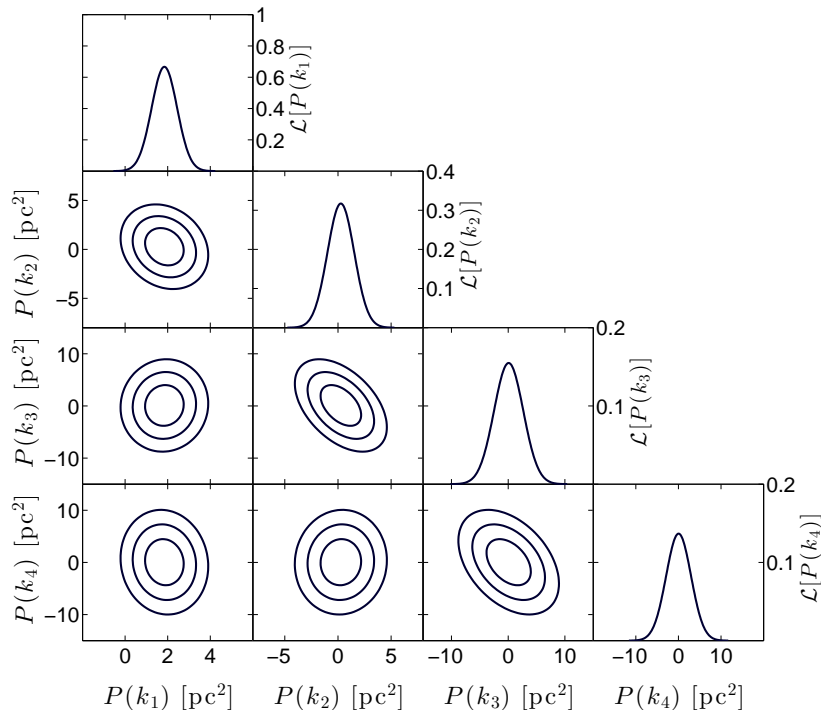 1
0.8
0.6
0.4
0.2
ℒ[P(k₁)]
5
0
−5
P(k₂) [pc²]
0.4
0.3
0.2
0.1
ℒ[P(k₂)]
10
0
−10
P(k₃) [pc²]
0.2
0.1
ℒ[P(k₃)]
10
0
−10
P(k₄) [pc²]
0.2
0.1
ℒ[P(k₄)]
0 2 4
−5 0 5
−10 0 10
−10 0 10
P(k₁) [pc²]
P(k₂) [pc²]
P(k₃) [pc²]
P(k₄) [pc²]